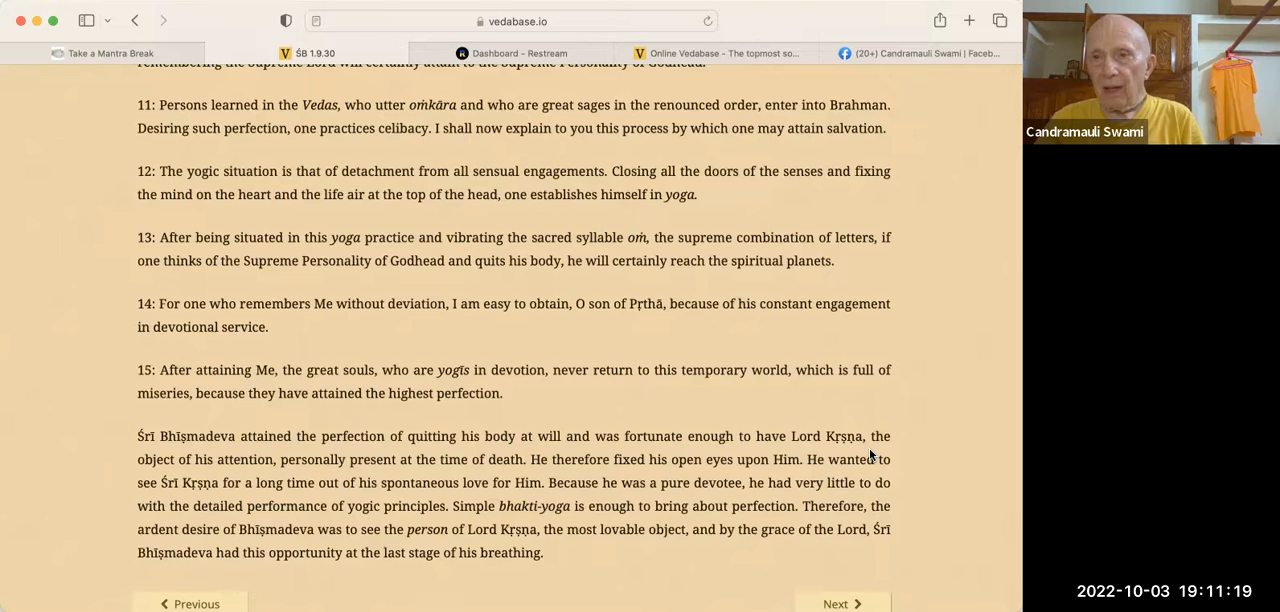 vedabase.io
Take a Mantra Break
ŚB 1.9.30
Dashboard - Restream
Online Vedabase - The topmost so...
(20+) Candramauli Swami | Faceb...
remembering the Supreme Lord will certainly attain to the Supreme Personality of Godhead.
11: Persons learned in the Vedas, who utter oṁkāra and who are great sages in the renounced order, enter into Brahman.
Desiring such perfection, one practices celibacy. I shall now explain to you this process by which one may attain salvation.
12: The yogic situation is that of detachment from all sensual engagements. Closing all the doors of the senses and fixing
the mind on the heart and the life air at the top of the head, one establishes himself in yoga.
13: After being situated in this yoga practice and vibrating the sacred syllable oṁ, the supreme combination of letters, if
one thinks of the Supreme Personality of Godhead and quits his body, he will certainly reach the spiritual planets.
14: For one who remembers Me without deviation, I am easy to obtain, O son of Pṛthā, because of his constant engagement
in devotional service.
15: After attaining Me, the great souls, who are yogīs in devotion, never return to this temporary world, which is full of
miseries, because they have attained the highest perfection.
Śrī Bhīṣmadeva attained the perfection of quitting his body at will and was fortunate enough to have Lord Kṛṣṇa, the
object of his attention, personally present at the time of death. He therefore fixed his open eyes upon Him. He wanted to
see Śrī Kṛṣṇa for a long time out of his spontaneous love for Him. Because he was a pure devotee, he had very little to do
with the detailed performance of yogic principles. Simple bhakti-yoga is enough to bring about perfection. Therefore, the
ardent desire of Bhīṣmadeva was to see the person of Lord Kṛṣṇa, the most lovable object, and by the grace of the Lord, Śrī
Bhīṣmadeva had this opportunity at the last stage of his breathing.
Previous
Next
Candramauli Swami
2022-10-03 19:11:19